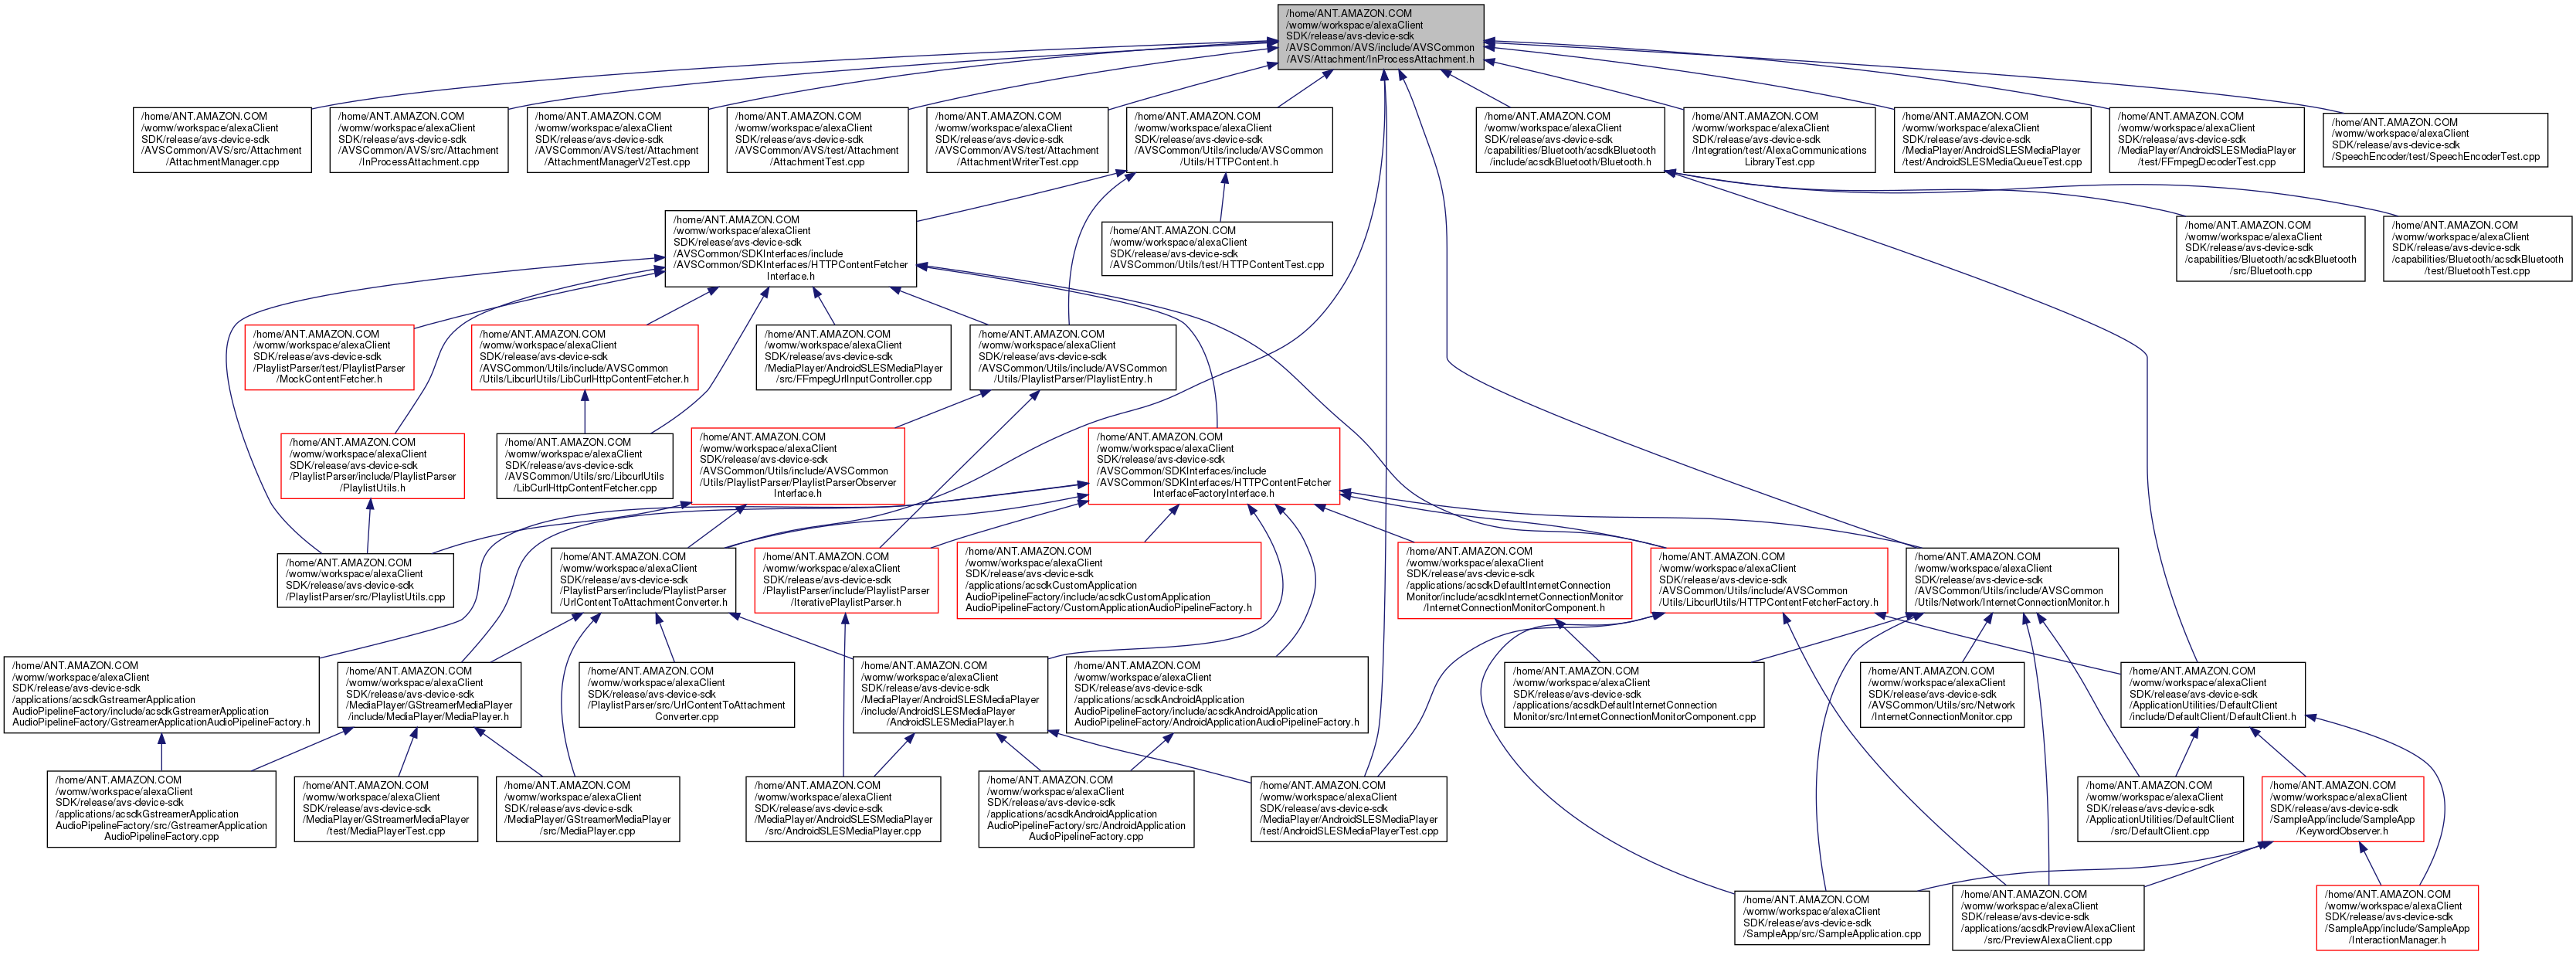 /home/ANT.AMAZON.COM
/womw/workspace/alexaClient
SDK/release/avs-device-sdk
/AVSCommon/AVS/include/AVSCommon
/AVS/Attachment/InProcessAttachment.h
/home/ANT.AMAZON.COM
/womw/workspace/alexaClient
SDK/release/avs-device-sdk
/AVSCommon/AVS/src/Attachment
/AttachmentManager.cpp
/home/ANT.AMAZON.COM
/womw/workspace/alexaClient
SDK/release/avs-device-sdk
/AVSCommon/AVS/src/Attachment
/InProcessAttachment.cpp
/home/ANT.AMAZON.COM
/womw/workspace/alexaClient
SDK/release/avs-device-sdk
/AVSCommon/AVS/test/Attachment
/AttachmentManagerV2Test.cpp
/home/ANT.AMAZON.COM
/womw/workspace/alexaClient
SDK/release/avs-device-sdk
/AVSCommon/AVS/test/Attachment
/AttachmentTest.cpp
/home/ANT.AMAZON.COM
/womw/workspace/alexaClient
SDK/release/avs-device-sdk
/AVSCommon/AVS/test/Attachment
/AttachmentWriterTest.cpp
/home/ANT.AMAZON.COM
/womw/workspace/alexaClient
SDK/release/avs-device-sdk
/AVSCommon/Utils/include/AVSCommon
/Utils/HTTPContent.h
/home/ANT.AMAZON.COM
/womw/workspace/alexaClient
SDK/release/avs-device-sdk
/capabilities/Bluetooth/acsdkBluetooth
/include/acsdkBluetooth/Bluetooth.h
/home/ANT.AMAZON.COM
/womw/workspace/alexaClient
SDK/release/avs-device-sdk
/Integration/test/AlexaCommunications
LibraryTest.cpp
/home/ANT.AMAZON.COM
/womw/workspace/alexaClient
SDK/release/avs-device-sdk
/MediaPlayer/AndroidSLESMediaPlayer
/test/AndroidSLESMediaQueueTest.cpp
/home/ANT.AMAZON.COM
/womw/workspace/alexaClient
SDK/release/avs-device-sdk
/MediaPlayer/AndroidSLESMediaPlayer
/test/FFmpegDecoderTest.cpp
/home/ANT.AMAZON.COM
/womw/workspace/alexaClient
SDK/release/avs-device-sdk
/SpeechEncoder/test/SpeechEncoderTest.cpp
/home/ANT.AMAZON.COM
/womw/workspace/alexaClient
SDK/release/avs-device-sdk
/AVSCommon/SDKInterfaces/include
/AVSCommon/SDKInterfaces/HTTPContentFetcher
Interface.h
/home/ANT.AMAZON.COM
/womw/workspace/alexaClient
SDK/release/avs-device-sdk
/AVSCommon/Utils/test/HTTPContentTest.cpp
/home/ANT.AMAZON.COM
/womw/workspace/alexaClient
SDK/release/avs-device-sdk
/capabilities/Bluetooth/acsdkBluetooth
/src/Bluetooth.cpp
/home/ANT.AMAZON.COM
/womw/workspace/alexaClient
SDK/release/avs-device-sdk
/capabilities/Bluetooth/acsdkBluetooth
/test/BluetoothTest.cpp
/home/ANT.AMAZON.COM
/womw/workspace/alexaClient
SDK/release/avs-device-sdk
/PlaylistParser/test/PlaylistParser
/MockContentFetcher.h
/home/ANT.AMAZON.COM
/womw/workspace/alexaClient
SDK/release/avs-device-sdk
/AVSCommon/Utils/include/AVSCommon
/Utils/LibcurlUtils/LibCurlHttpContentFetcher.h
/home/ANT.AMAZON.COM
/womw/workspace/alexaClient
SDK/release/avs-device-sdk
/MediaPlayer/AndroidSLESMediaPlayer
/src/FFmpegUrlInputController.cpp
/home/ANT.AMAZON.COM
/womw/workspace/alexaClient
SDK/release/avs-device-sdk
/AVSCommon/Utils/include/AVSCommon
/Utils/PlaylistParser/PlaylistEntry.h
/home/ANT.AMAZON.COM
/womw/workspace/alexaClient
SDK/release/avs-device-sdk
/PlaylistParser/include/PlaylistParser
/PlaylistUtils.h
/home/ANT.AMAZON.COM
/womw/workspace/alexaClient
SDK/release/avs-device-sdk
/AVSCommon/Utils/src/LibcurlUtils
/LibCurlHttpContentFetcher.cpp
/home/ANT.AMAZON.COM
/womw/workspace/alexaClient
SDK/release/avs-device-sdk
/AVSCommon/Utils/include/AVSCommon
/Utils/PlaylistParser/PlaylistParserObserver
Interface.h
/home/ANT.AMAZON.COM
/womw/workspace/alexaClient
SDK/release/avs-device-sdk
/AVSCommon/SDKInterfaces/include
/AVSCommon/SDKInterfaces/HTTPContentFetcher
InterfaceFactoryInterface.h
/home/ANT.AMAZON.COM
/womw/workspace/alexaClient
SDK/release/avs-device-sdk
/PlaylistParser/src/PlaylistUtils.cpp
/home/ANT.AMAZON.COM
/womw/workspace/alexaClient
SDK/release/avs-device-sdk
/PlaylistParser/include/PlaylistParser
/UrlContentToAttachmentConverter.h
/home/ANT.AMAZON.COM
/womw/workspace/alexaClient
SDK/release/avs-device-sdk
/PlaylistParser/include/PlaylistParser
/IterativePlaylistParser.h
/home/ANT.AMAZON.COM
/womw/workspace/alexaClient
SDK/release/avs-device-sdk
/applications/acsdkCustomApplication
AudioPipelineFactory/include/acsdkCustomApplication
AudioPipelineFactory/CustomApplicationAudioPipelineFactory.h
/home/ANT.AMAZON.COM
/womw/workspace/alexaClient
SDK/release/avs-device-sdk
/applications/acsdkDefaultInternetConnection
Monitor/include/acsdkInternetConnectionMonitor
/InternetConnectionMonitorComponent.h
/home/ANT.AMAZON.COM
/womw/workspace/alexaClient
SDK/release/avs-device-sdk
/AVSCommon/Utils/include/AVSCommon
/Utils/LibcurlUtils/HTTPContentFetcherFactory.h
/home/ANT.AMAZON.COM
/womw/workspace/alexaClient
SDK/release/avs-device-sdk
/AVSCommon/Utils/include/AVSCommon
/Utils/Network/InternetConnectionMonitor.h
/home/ANT.AMAZON.COM
/womw/workspace/alexaClient
SDK/release/avs-device-sdk
/applications/acsdkGstreamerApplication
AudioPipelineFactory/include/acsdkGstreamerApplication
AudioPipelineFactory/GstreamerApplicationAudioPipelineFactory.h
/home/ANT.AMAZON.COM
/womw/workspace/alexaClient
SDK/release/avs-device-sdk
/MediaPlayer/GStreamerMediaPlayer
/include/MediaPlayer/MediaPlayer.h
/home/ANT.AMAZON.COM
/womw/workspace/alexaClient
SDK/release/avs-device-sdk
/PlaylistParser/src/UrlContentToAttachment
Converter.cpp
/home/ANT.AMAZON.COM
/womw/workspace/alexaClient
SDK/release/avs-device-sdk
/MediaPlayer/AndroidSLESMediaPlayer
/include/AndroidSLESMediaPlayer
/AndroidSLESMediaPlayer.h
/home/ANT.AMAZON.COM
/womw/workspace/alexaClient
SDK/release/avs-device-sdk
/applications/acsdkAndroidApplication
AudioPipelineFactory/include/acsdkAndroidApplication
AudioPipelineFactory/AndroidApplicationAudioPipelineFactory.h
/home/ANT.AMAZON.COM
/womw/workspace/alexaClient
SDK/release/avs-device-sdk
/applications/acsdkDefaultInternetConnection
Monitor/src/InternetConnectionMonitorComponent.cpp
/home/ANT.AMAZON.COM
/womw/workspace/alexaClient
SDK/release/avs-device-sdk
/AVSCommon/Utils/src/Network
/InternetConnectionMonitor.cpp
/home/ANT.AMAZON.COM
/womw/workspace/alexaClient
SDK/release/avs-device-sdk
/ApplicationUtilities/DefaultClient
/include/DefaultClient/DefaultClient.h
/home/ANT.AMAZON.COM
/womw/workspace/alexaClient
SDK/release/avs-device-sdk
/applications/acsdkGstreamerApplication
AudioPipelineFactory/src/GstreamerApplication
AudioPipelineFactory.cpp
/home/ANT.AMAZON.COM
/womw/workspace/alexaClient
SDK/release/avs-device-sdk
/MediaPlayer/GStreamerMediaPlayer
/test/MediaPlayerTest.cpp
/home/ANT.AMAZON.COM
/womw/workspace/alexaClient
SDK/release/avs-device-sdk
/MediaPlayer/GStreamerMediaPlayer
/src/MediaPlayer.cpp
/home/ANT.AMAZON.COM
/womw/workspace/alexaClient
SDK/release/avs-device-sdk
/MediaPlayer/AndroidSLESMediaPlayer
/src/AndroidSLESMediaPlayer.cpp
/home/ANT.AMAZON.COM
/womw/workspace/alexaClient
SDK/release/avs-device-sdk
/applications/acsdkAndroidApplication
AudioPipelineFactory/src/AndroidApplication
AudioPipelineFactory.cpp
/home/ANT.AMAZON.COM
/womw/workspace/alexaClient
SDK/release/avs-device-sdk
/MediaPlayer/AndroidSLESMediaPlayer
/test/AndroidSLESMediaPlayerTest.cpp
/home/ANT.AMAZON.COM
/womw/workspace/alexaClient
SDK/release/avs-device-sdk
/ApplicationUtilities/DefaultClient
/src/DefaultClient.cpp
/home/ANT.AMAZON.COM
/womw/workspace/alexaClient
SDK/release/avs-device-sdk
/SampleApp/include/SampleApp
/KeywordObserver.h
/home/ANT.AMAZON.COM
/womw/workspace/alexaClient
SDK/release/avs-device-sdk
/SampleApp/src/SampleApplication.cpp
/home/ANT.AMAZON.COM
/womw/workspace/alexaClient
SDK/release/avs-device-sdk
/applications/acsdkPreviewAlexaClient
/src/PreviewAlexaClient.cpp
/home/ANT.AMAZON.COM
/womw/workspace/alexaClient
SDK/release/avs-device-sdk
/SampleApp/include/SampleApp
/InteractionManager.h